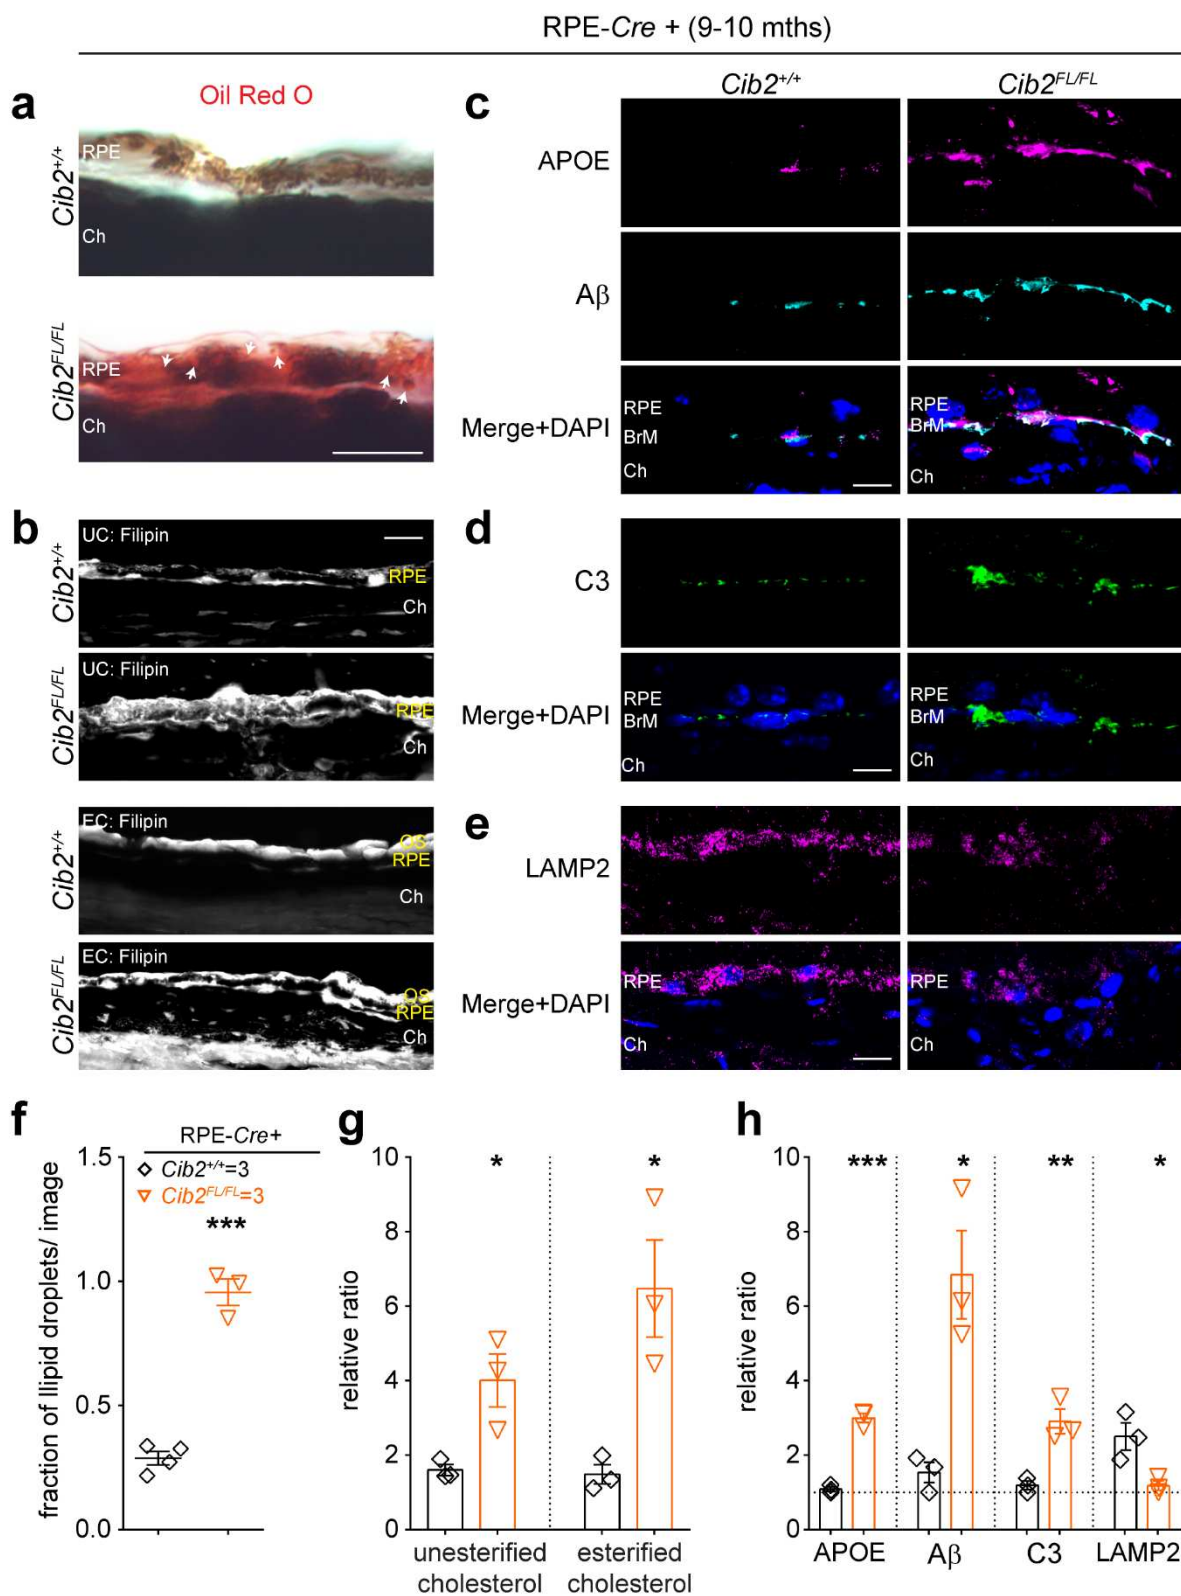 RPE-Cre + (9-10 mths)
a
Oil Red O
Cib2+/+
RPE
Ch
Cib2FL/FL
RPE
Ch
b
Cib2+/+
UC: Filipin
RPE
Ch
Cib2FL/FL
UC: Filipin
RPE
Ch
Cib2+/+
EC: Filipin
OS
RPE
Ch
Cib2FL/FL
EC: Filipin
OS
RPE
Ch
c
Cib2+/+
Cib2FL/FL
APOE
Aβ
Merge+DAPI
RPE
BrM
Ch
RPE
BrM
Ch
d
C3
Merge+DAPI
RPE
BrM
Ch
RPE
BrM
Ch
e
LAMP2
Merge+DAPI
RPE
Ch
RPE
Ch
f
RPE-Cre+
Cib2+/+=3
Cib2FL/FL=3
***
fraction of llipid droplets/ image
1.5
1.0
0.5
0.0
g
relative ratio
10
8
6
4
2
0
*
*
unesterified
cholesterol
esterified
cholesterol
h
relative ratio
10
8
6
4
2
0
***
*
**
*
APOE
Aβ
C3
LAMP2